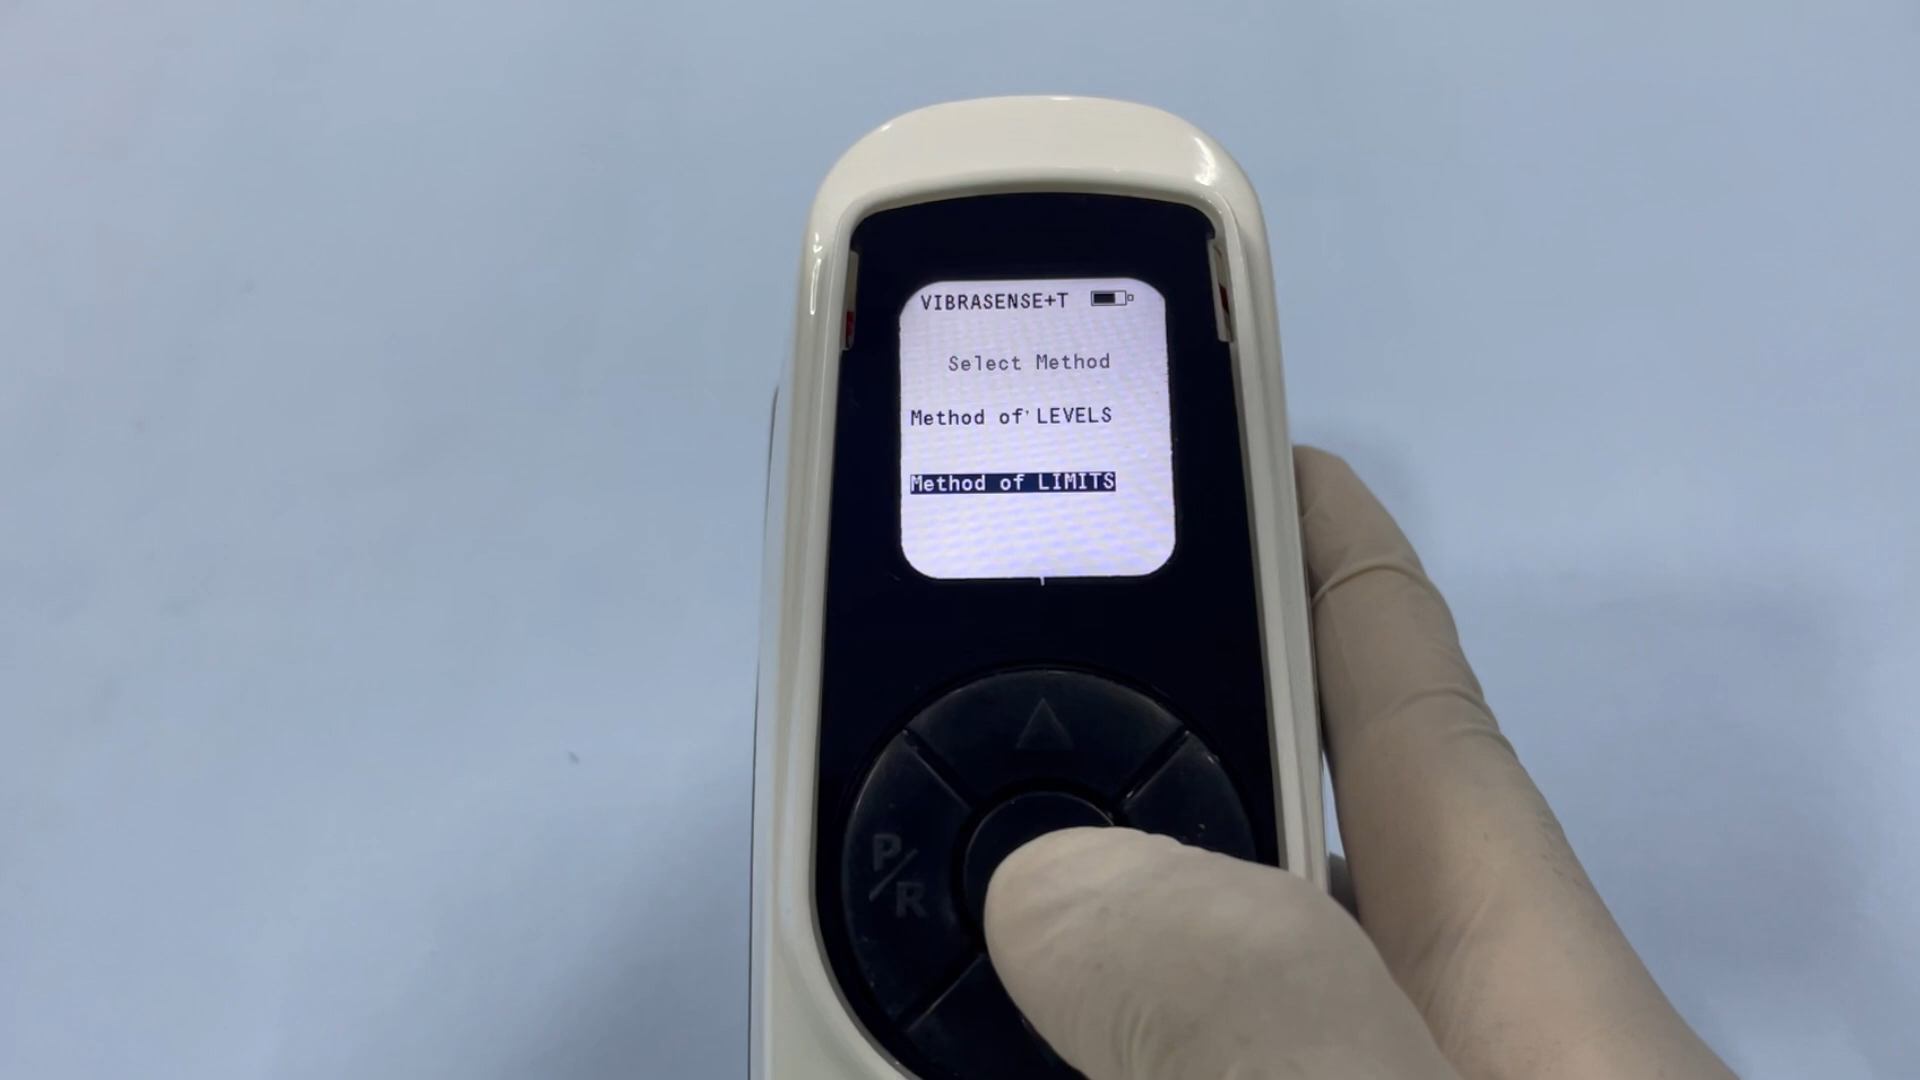 VIBRASENSE+T
Select Method
Method of LEVELS
Method of LIMITS
P/R